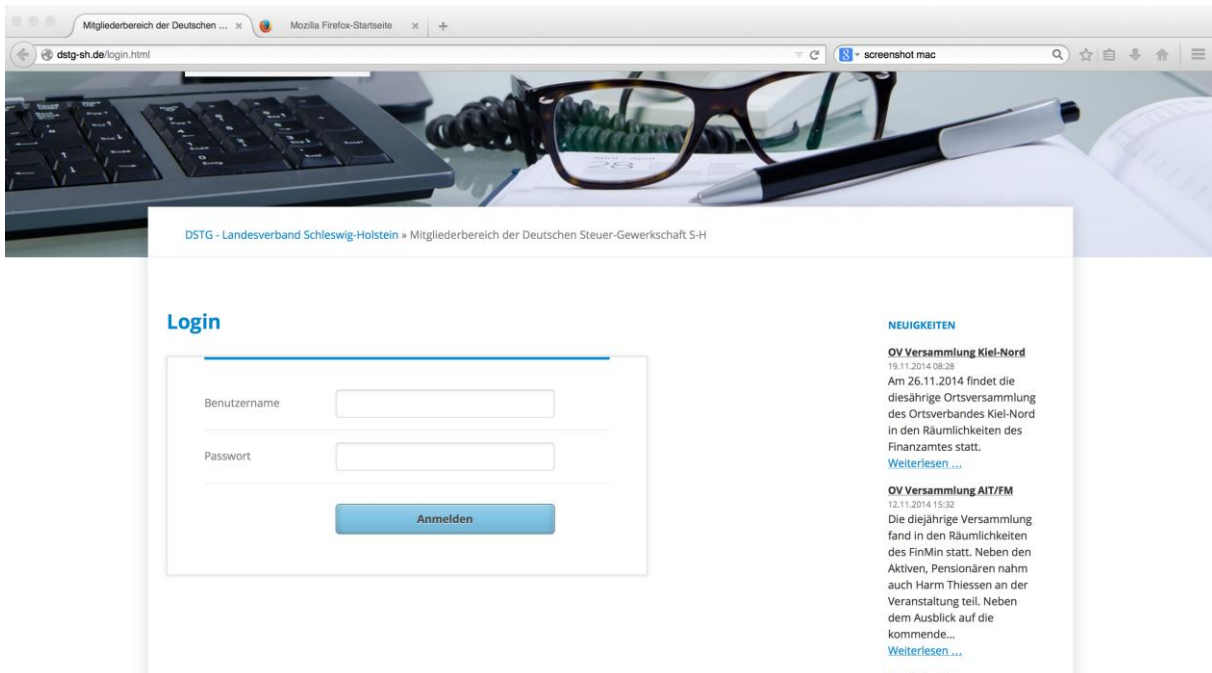 Mitgliederbereich der Deutschen ...
Mozilla Firefox-Startseite
dstg-sh.de/login.html
screenshot mac
April - April
28
DSTG - Landesverband Schleswig-Holstein » Mitgliederbereich der Deutschen Steuer-Gewerkschaft S-H
Login
Benutzername
Passwort
Anmelden
NEUIGKEITEN
OV Versammlung Kiel-Nord
19.11.2014 08:28
Am 26.11.2014 findet die
diesährige Ortsversammlung
des Ortsverbandes Kiel-Nord
in den Räumlichkeiten des
Finanzamtes statt.
Weiterlesen …
OV Versammlung AIT/FM
12.11.2014 15:32
Die diejährige Versammlung
fand in den Räumlichkeiten
des FinMin statt. Neben den
Aktiven, Pensionären nahm
auch Harm Thiessen an der
Veranstaltung teil. Neben
dem Ausblick auf die
kommende...
Weiterlesen …